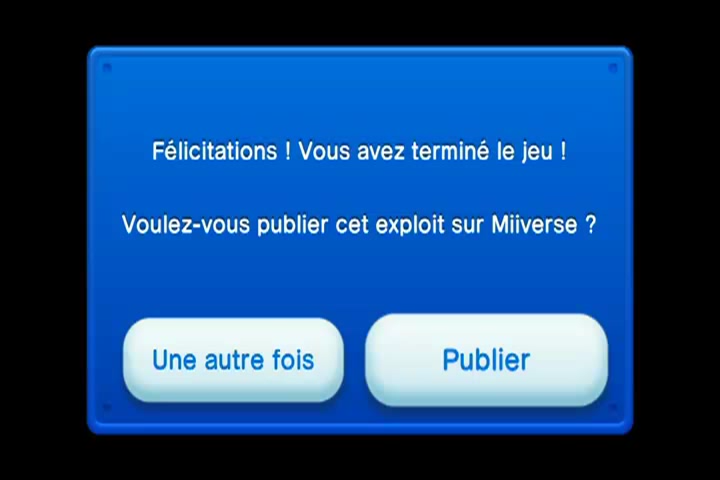 Félicitations ! Vous avez terminé le jeu !
Voulez-vous publier cet exploit sur Miiverse ?
Une autre fois
Publier